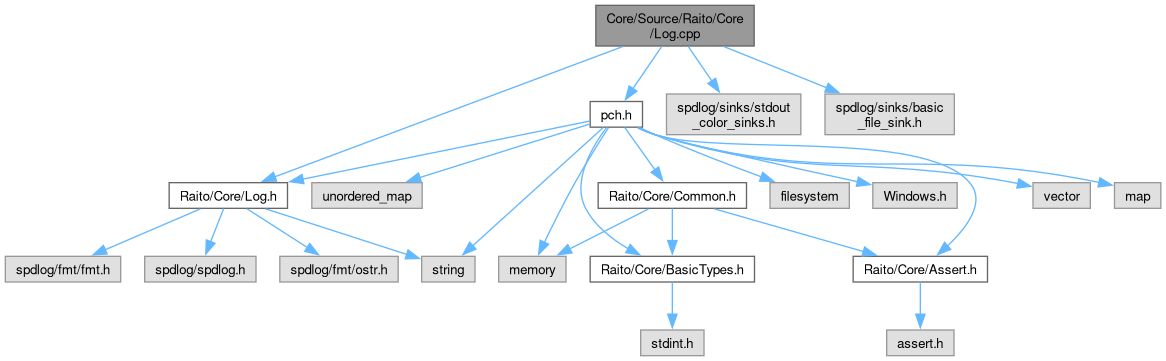 Core/Source/Raito/Core
/Log.cpp
pch.h
spdlog/sinks/stdout
_color_sinks.h
spdlog/sinks/basic
_file_sink.h
Raito/Core/Log.h
unordered_map
Raito/Core/Common.h
filesystem
Windows.h
vector
map
spdlog/fmt/fmt.h
spdlog/spdlog.h
spdlog/fmt/ostr.h
string
memory
Raito/Core/BasicTypes.h
Raito/Core/Assert.h
stdint.h
assert.h